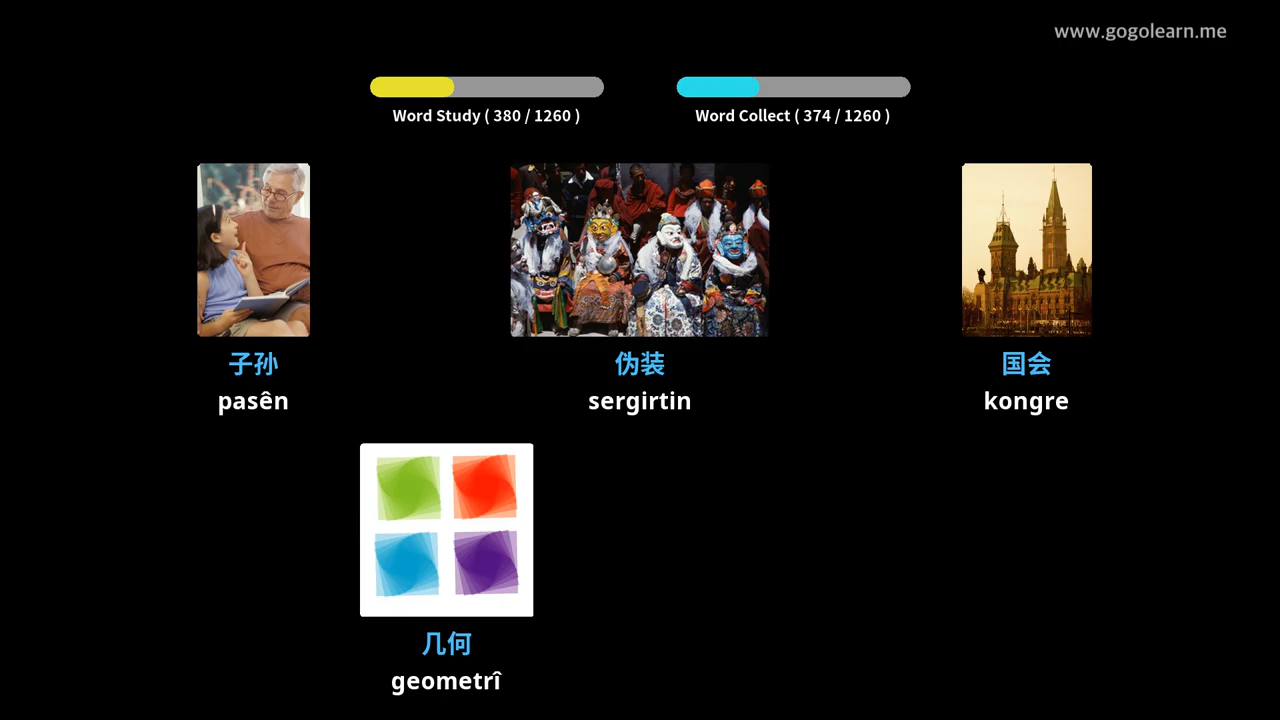 www.gogolearn.me
Word Study ( 380 / 1260 )
Word Collect ( 374 / 1260 )
子孙
pasên
伪装
sergirtin
国会
kongre
几何
geometrî